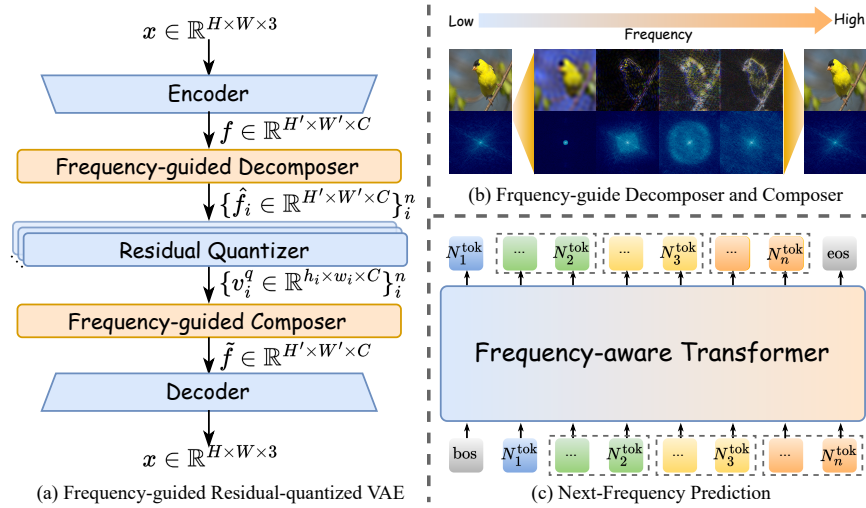 x ∈ ℝ^{H×W×3}
Encoder
f ∈ ℝ^{H′×W′×C}
Frequency-guided Decomposer
{f̂_i ∈ ℝ^{H′×W′×C}}_i^n
Residual Quantizer
{v_i^q ∈ ℝ^{h_i×w_i×C}}_i^n
Frequency-guided Composer
f̃ ∈ ℝ^{H′×W′×C}
Decoder
x ∈ ℝ^{H×W×3}
(a) Frequency-guided Residual-quantized VAE
Low High
Frequency
(b) Frquency-guide Decomposer and Composer
N_1^{tok} ... N_2^{tok} ... N_3^{tok} ... N_n^{tok} eos
Frequency-aware Transformer
bos N_1^{tok} ... N_2^{tok} ... N_3^{tok} ... N_n^{tok}
(c) Next-Frequency Prediction